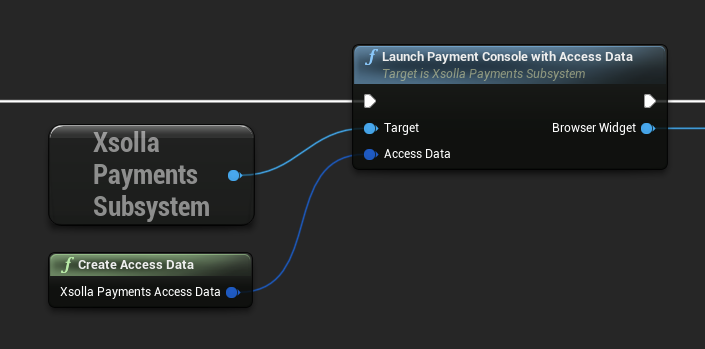 f Launch Payment Console with Access Data
Target is Xsolla Payments Subsystem
Target
Browser Widget
Access Data
Xsolla
Payments
Subsystem
f Create Access Data
Xsolla Payments Access Data